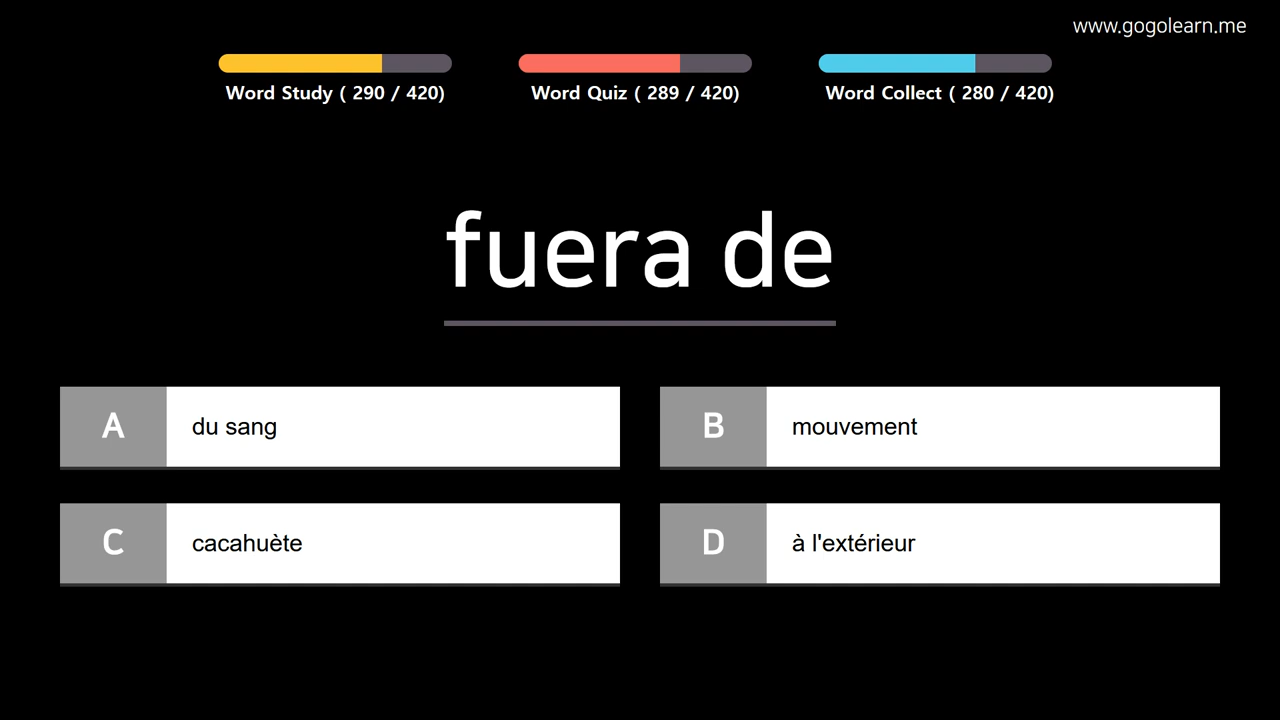 www.gogolearn.me
Word Study ( 290 / 420)
Word Quiz ( 289 / 420)
Word Collect ( 280 / 420)
fuera de
A
du sang
B
mouvement
C
cacahuète
D
à l'extérieur